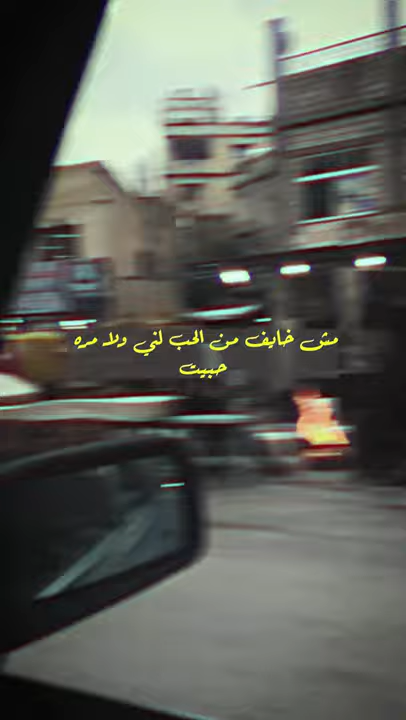 مش خايف من الحب لني ولا مره
حبيت